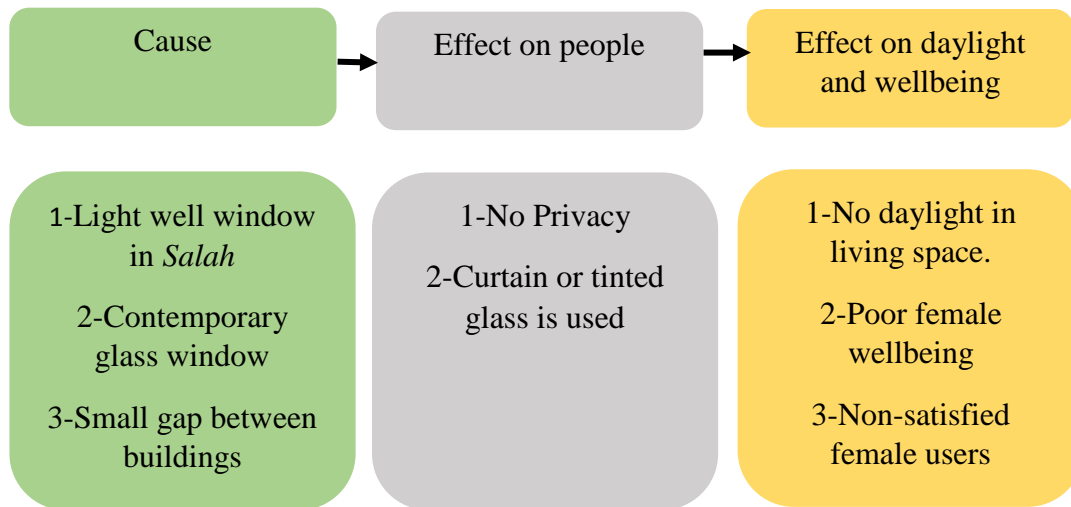 Cause
Effect on people
Effect on daylight
and wellbeing
1-Light well window
in Salah
2-Contemporary
glass window
3-Small gap between
buildings
1-No Privacy
2-Curtain or tinted
glass is used
1-No daylight in
living space.
2-Poor female
wellbeing
3-Non-satisfied
female users